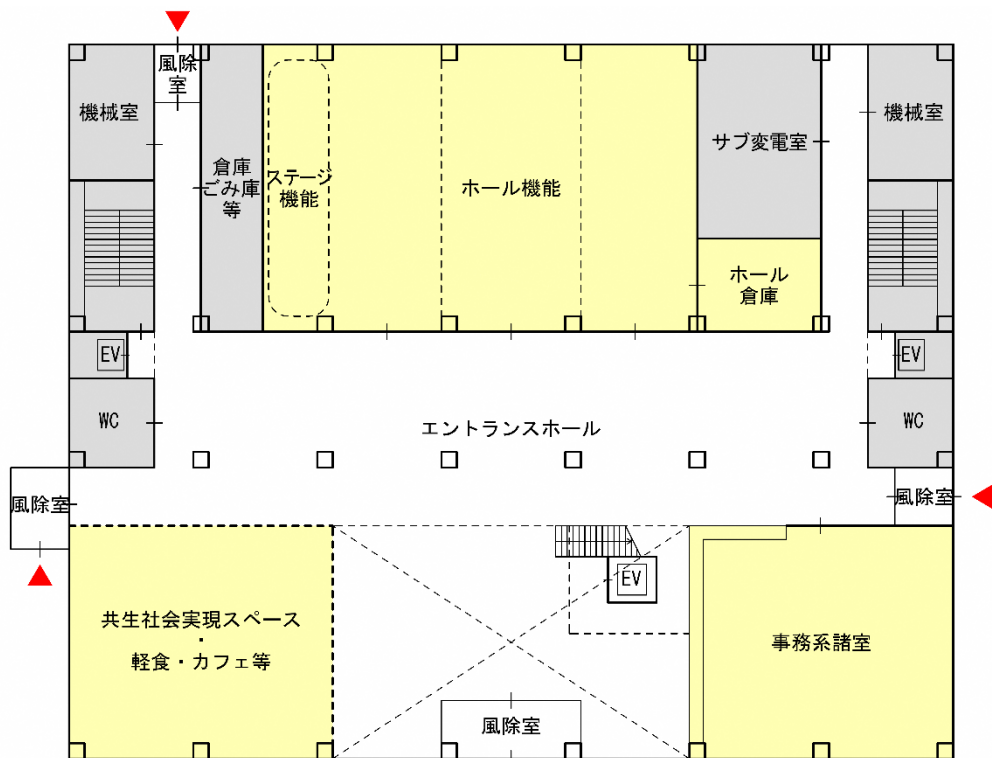 風除
室
機械室
機械室
サブ変電室
倉庫
ごみ庫
等
ステージ
機能
ホール機能
ホール
倉庫
EV
EV
WC
WC
エントランスホール
風除室
風除室
EV
共生社会実現スペース
・
軽食・カフェ等
事務系諸室
風除室